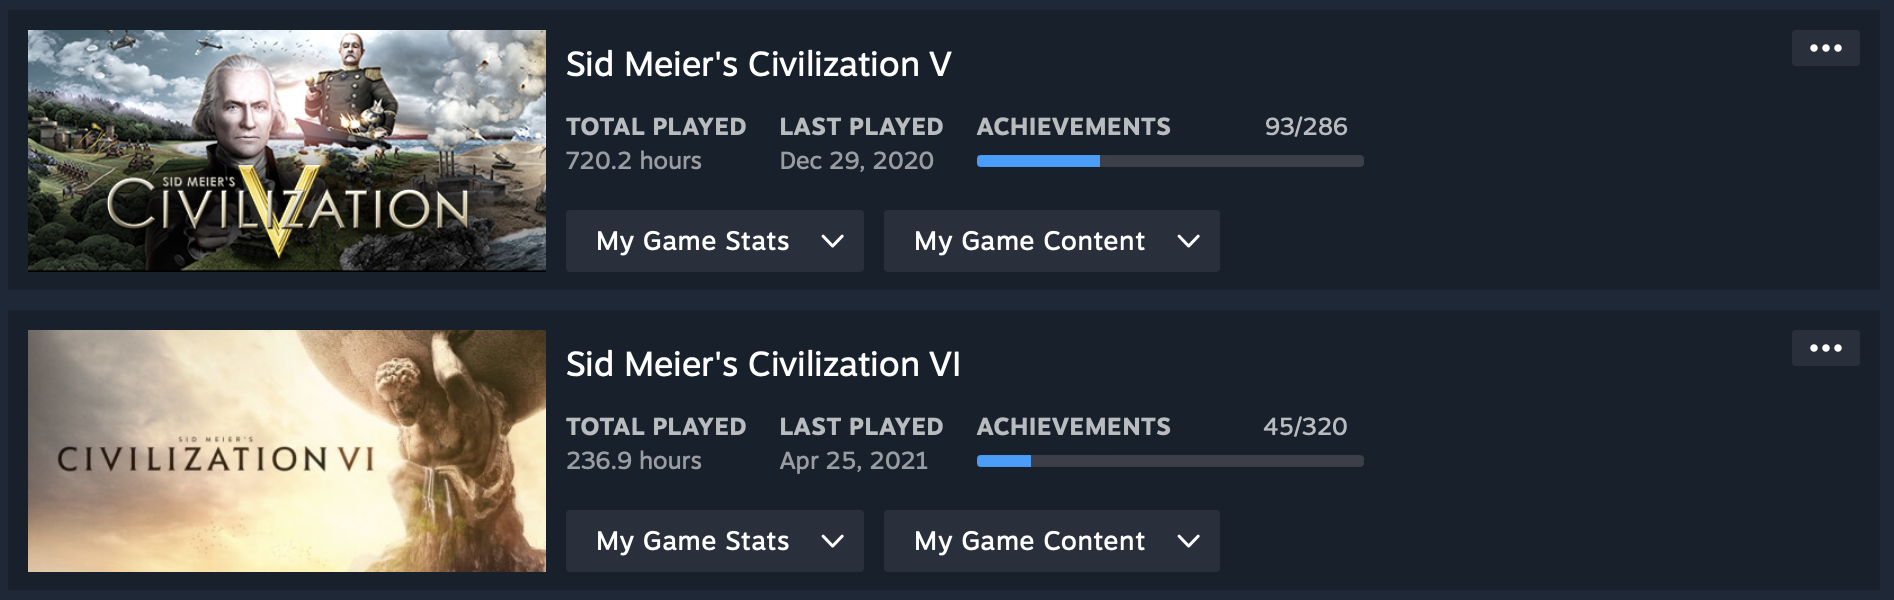 SID MEIER'S
CIVILIZATION
V
Sid Meier's Civilization V
TOTAL PLAYED LAST PLAYED ACHIEVEMENTS 93/286
720.2 hours Dec 29, 2020
My Game Stats My Game Content
SID MEIER'S
CIVILIZATION VI
Sid Meier's Civilization VI
TOTAL PLAYED LAST PLAYED ACHIEVEMENTS 45/320
236.9 hours Apr 25, 2021
My Game Stats My Game Content